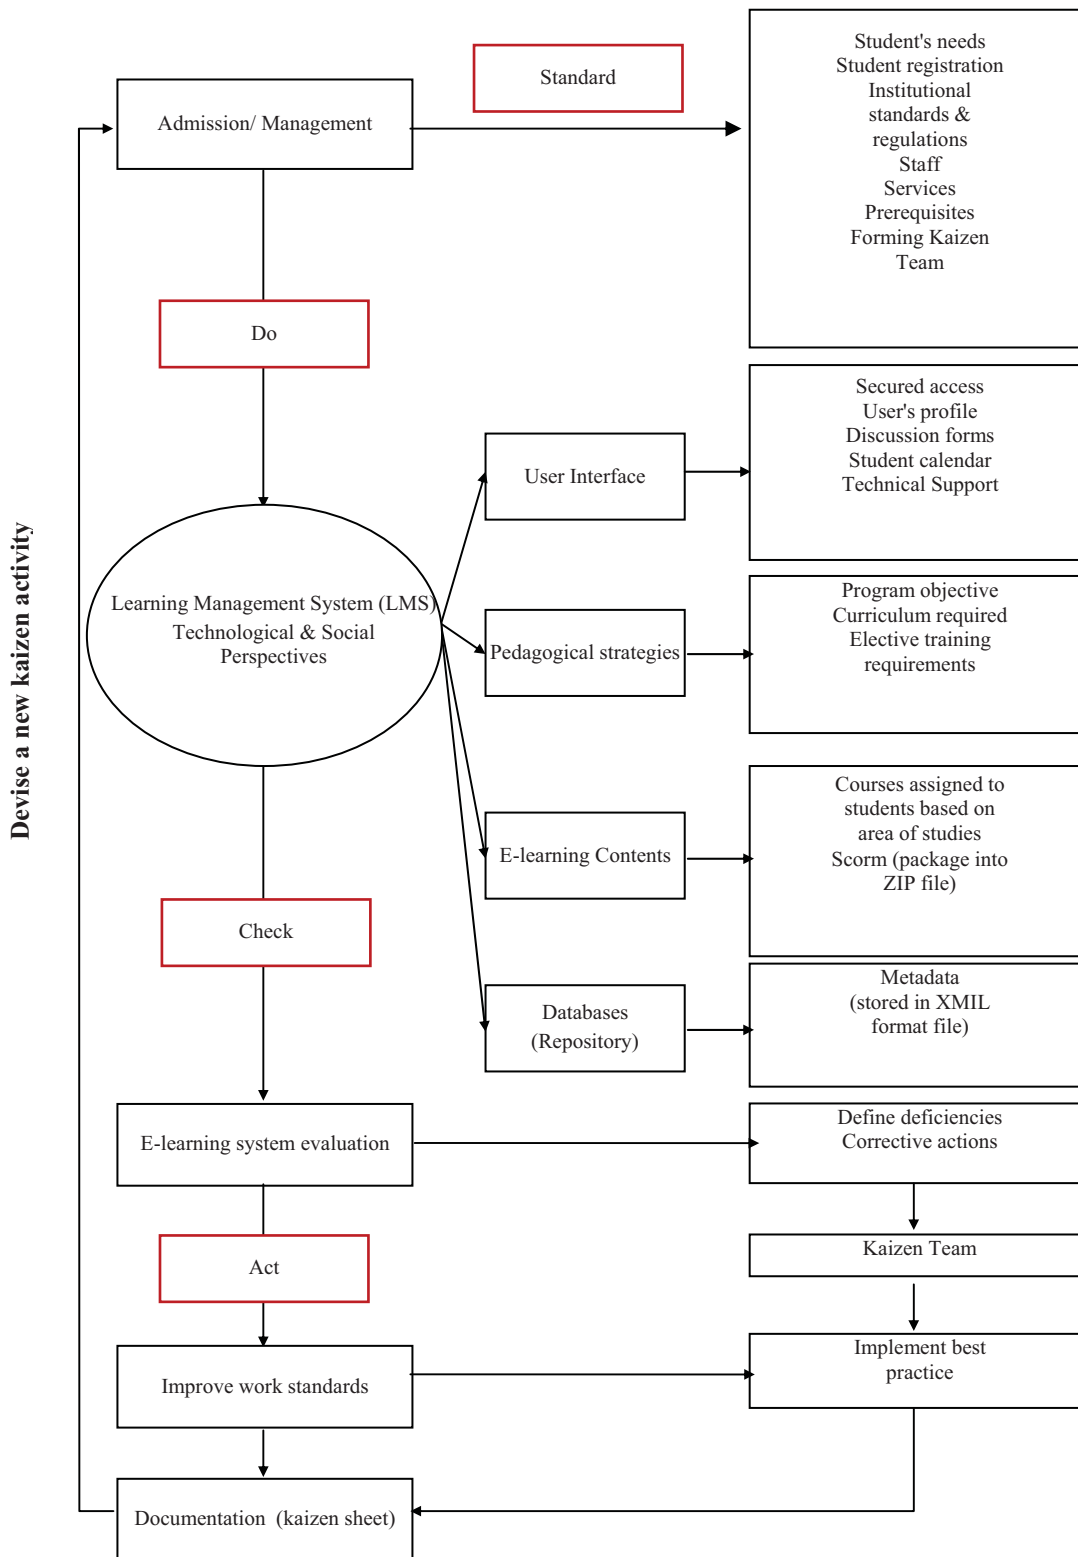 Standard
Student's needs
Student registration
Institutional
standards &
regulations
Staff
Services
Prerequisites
Forming Kaizen
Team
Admission/ Management
Do
Secured access
User's profile
Discussion forms
Student calendar
Technical Support
User Interface
Devise a new kaizen activity
Learning Management System (LMS)
Technological & Social
Perspectives
Pedagogical strategies
Program objective
Curriculum required
Elective training
requirements
E-learning Contents
Courses assigned to
students based on
area of studies
Scorm (package into
ZIP file)
Check
Databases
(Repository)
Metadata
(stored in XMIL
format file)
E-learning system evaluation
Define deficiencies
Corrective actions
Act
Kaizen Team
Improve work standards
Implement best
practice
Documentation (kaizen sheet)